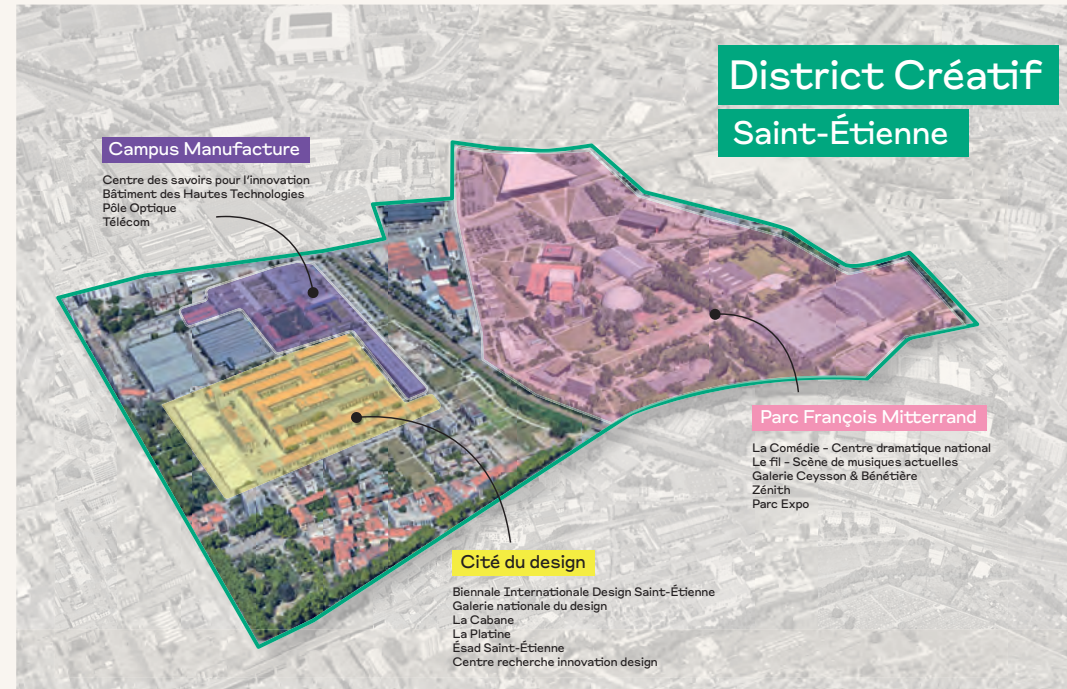 District Créatif
Saint-Étienne
Campus Manufacture
Centre des savoirs pour l'innovation
Bâtiment des Hautes Technologies
Pôle Optique
Télécom
Parc François Mitterrand
La Comédie - Centre dramatique national
Le fil - Scène de musiques actuelles
Galerie Ceysson & Bénétière
Zénith
Parc Expo
Cité du design
Biennale Internationale Design Saint-Étienne
Galerie nationale du design
La Cabane
La Platine
Ésad Saint-Étienne
Centre recherche innovation design